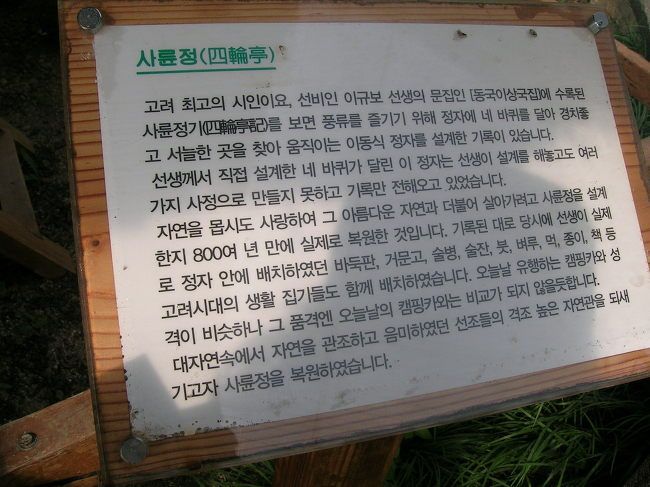 사륜정(四輪亭)
고려 최고의 시인이요, 선비인 이규보 선생의 문집인 [동국이상국집]에 수록된
사륜정기(四輪亭記)를 보면 풍류를 즐기기 위해 정자에 네 바퀴를 달아 경치좋
고 서늘한 곳을 찾아 움직이는 이동식 정자를 설계한 기록이 있습니다.
선생께서 직접 설계한 네 바퀴가 달린 이 정자는 선생이 설계를 해놓고도 여러
가지 사정으로 만들지 못하고 기록만 전해오고 있었습니다.
자연을 몹시도 사랑하여 그 아름다운 자연과 더불어 살아가려고 사륜정을 설계
한지 800여 년 만에 실제로 복원한 것입니다. 기록된 대로 당시에 선생이 실제
로 정자 안에 배치하였던 바둑판, 거문고, 술병, 술잔, 붓, 벼루, 먹, 종이, 책 등
고려시대의 생활 집기들도 함께 배치하였습니다. 오늘날 유행하는 캠핑카와 성
격이 비슷하나 그 품격엔 오늘날의 캠핑카와는 비교가 되지 않을듯합니다.
대자연속에서 자연을 관조하고 음미하였던 선조들의 격조 높은 자연관을 되새
기고자 사륜정을 복원하였습니다.